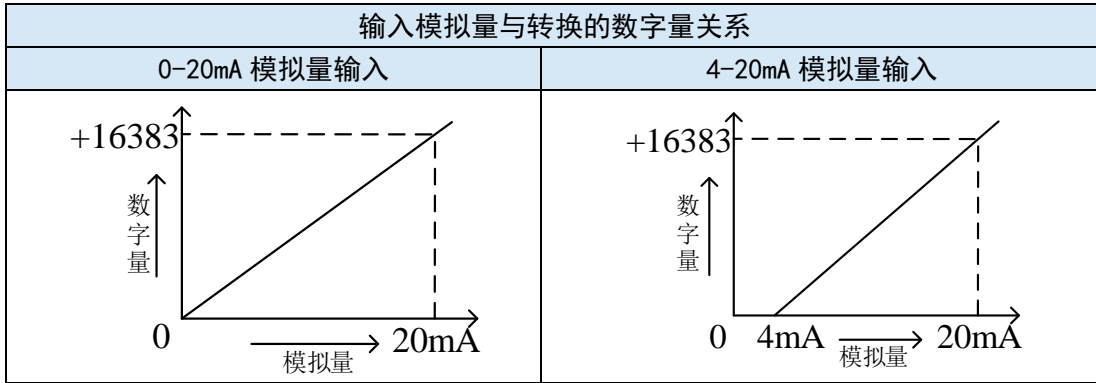 输入模拟量与转换的数字量关系
0-20mA 模拟量输入
4-20mA 模拟量输入
+16383
数字量
0
模拟量
20mA
+16383
数字量
0
4mA
模拟量
20mA